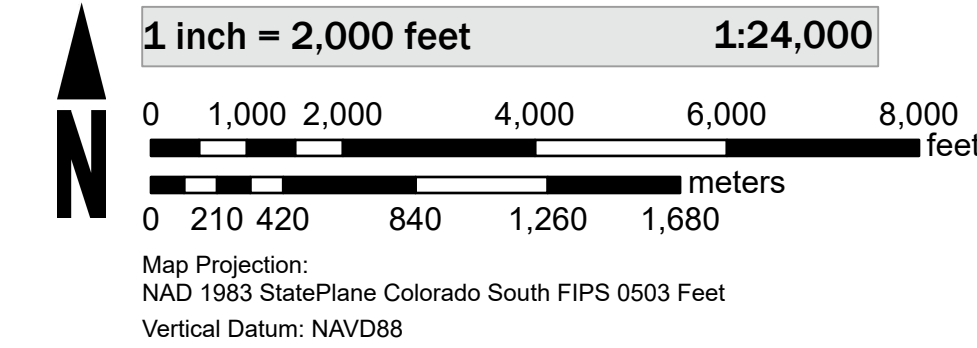 1 inch = 2,000 feet 1:24,000
0 1,000 2,000 4,000 6,000 8,000
feet
N
meters
0 210 420 840 1,260 1,680
Map Projection:
NAD 1983 StatePlane Colorado South FIPS 0503 Feet
Vertical Datum: NAVD88